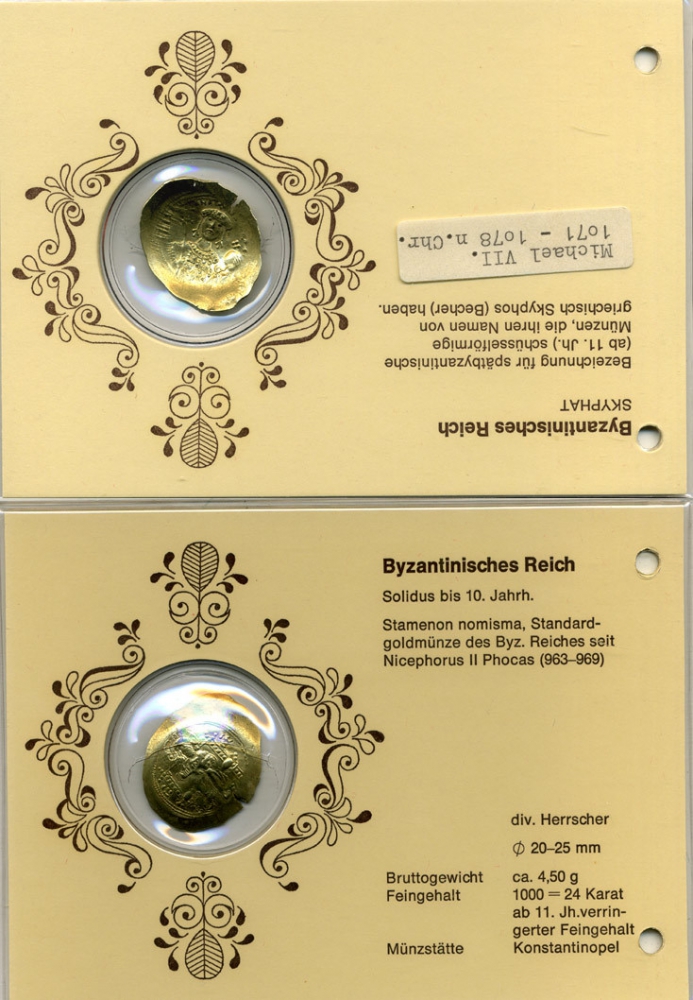 Byzantinisches Reich
SKYPHAT
Bezeichnung für spätbyzantinische
(ab 11. Jh.) schüsselförmige
Münzen, die ihren Namen von
griechisch Skyphos (Becher) haben.
Michael VII.
1071 - 1078 n.Chr.
Byzantinisches Reich
Solidus bis 10. Jahrh.
Stamenon nomisma, Standard-
goldmünze des Byz. Reiches seit
Nicephorus II Phocas (963–969)
div. Herrscher
⌀ 20–25 mm
Bruttogewicht ca. 4,50 g
Feingehalt 1000 = 24 Karat
ab 11. Jh.verrin-
gerter Feingehalt
Münzstätte Konstantinopel